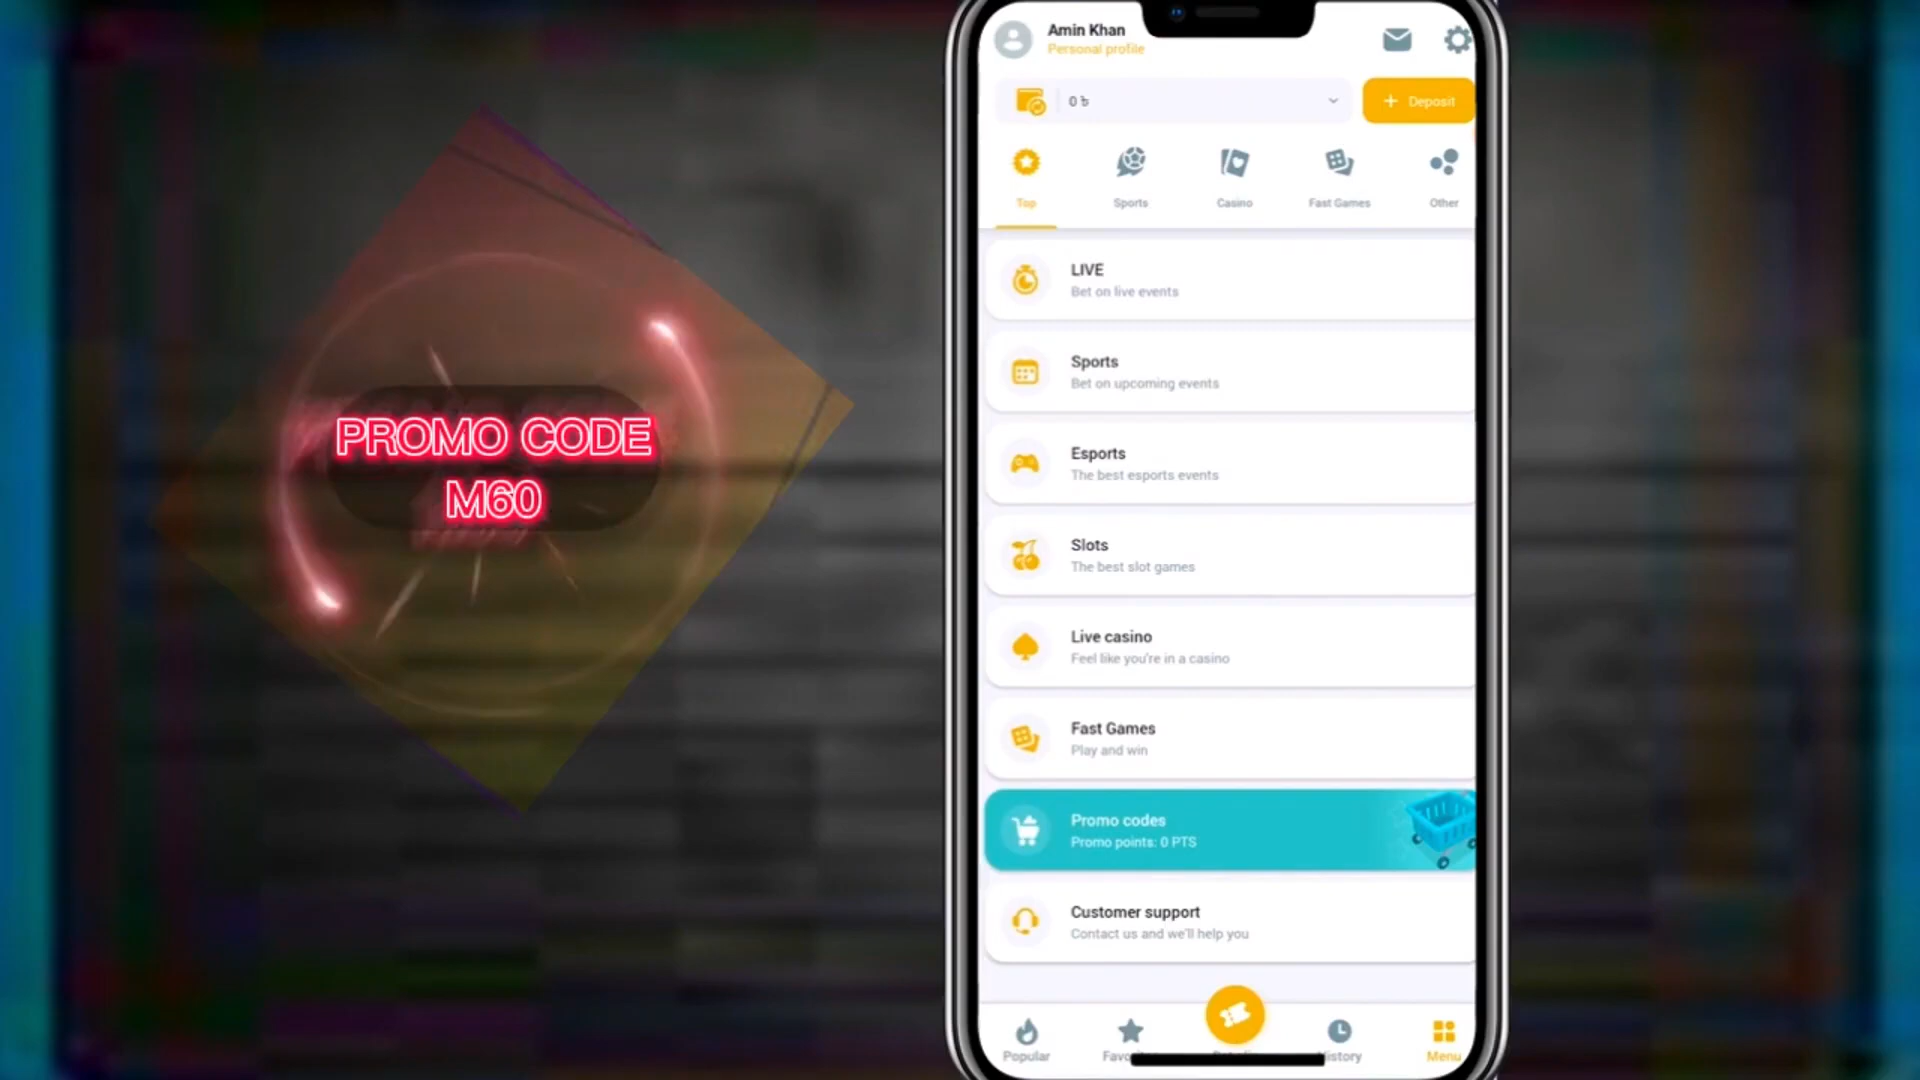 PROMO CODE
M60
Amin Khan
Personal profile
0 ৳
+ Deposit
Top
Sports
Casino
Fast Games
Other
LIVE
Bet on live events
Sports
Bet on upcoming events
Esports
The best esports events
Slots
The best slot games
Live casino
Feel like you're in a casino
Fast Games
Play and win
Promo codes
Promo points: 0 PTS
Customer support
Contact us and we'll help you
Popular
Menu